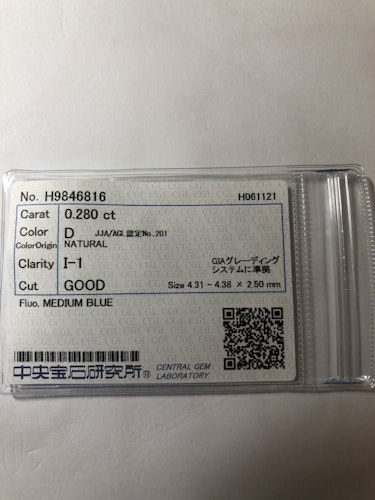 No. H9846816 H061121
Carat 0.280 ct
Color D JJA/AGL認定No.201
ColorOrigin NATURAL
Clarity I-1 GIAグレーディング
システムに準拠
Cut GOOD Size 4.31 - 4.38 × 2.50 mm
Fluo. MEDIUM BLUE
中央宝石研究所® CENTRAL GEM
LABORATORY